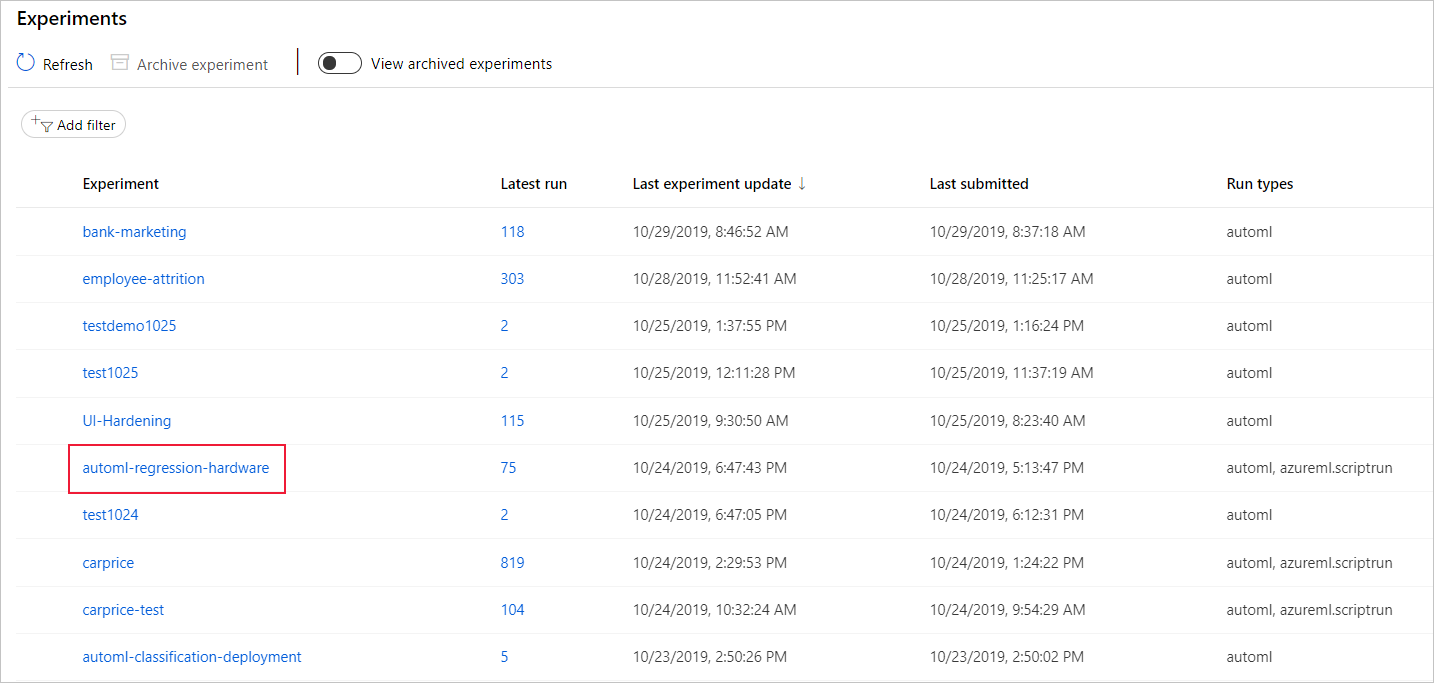 Experiments
Refresh Archive experiment View archived experiments
Add filter
Experiment Latest run Last experiment update ↓ Last submitted Run types
bank-marketing 118 10/29/2019, 8:46:52 AM 10/29/2019, 8:37:18 AM automl
employee-attrition 303 10/28/2019, 11:52:41 AM 10/28/2019, 11:25:17 AM automl
testdemo1025 2 10/25/2019, 1:37:55 PM 10/25/2019, 1:16:24 PM automl
test1025 2 10/25/2019, 12:11:28 PM 10/25/2019, 11:37:19 AM automl
UI-Hardening 115 10/25/2019, 9:30:50 AM 10/25/2019, 8:23:40 AM automl
automl-regression-hardware 75 10/24/2019, 6:47:43 PM 10/24/2019, 5:13:47 PM automl, azureml.scriptrun
test1024 2 10/24/2019, 6:47:05 PM 10/24/2019, 6:12:31 PM automl
carprice 819 10/24/2019, 2:29:53 PM 10/24/2019, 1:24:22 PM automl, azureml.scriptrun
carprice-test 104 10/24/2019, 10:32:24 AM 10/24/2019, 9:54:29 AM automl, azureml.scriptrun
automl-classification-deployment 5 10/23/2019, 2:50:26 PM 10/23/2019, 2:50:02 PM automl